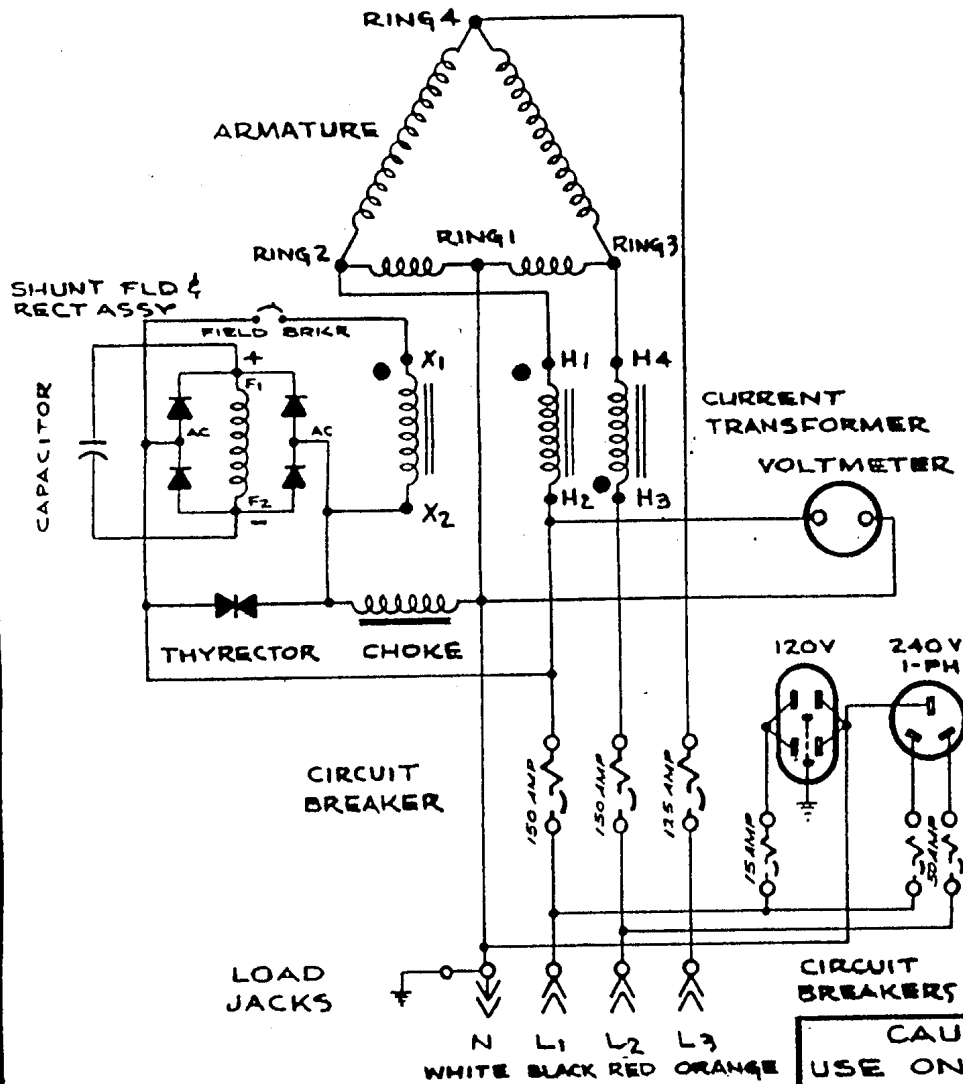 RING 4
ARMATURE
RING 2
RING 1
RING 3
SHUNT FLD &
RECT ASSY
FIELD BRKR
+
F1
AC
AC
F2
-
CAPACITOR
X1
X2
H1
H4
H2
H3
CURRENT
TRANSFORMER
VOLTMETER
THYRECTOR
CHOKE
120V
240V
1-PH
CIRCUIT
BREAKER
150 AMP
150 AMP
125 AMP
15 AMP
50 AMP
LOAD
JACKS
CIRCUIT
BREAKERS
N L1 L2 L3
WHITE BLACK RED ORANGE
CAU
USE ON